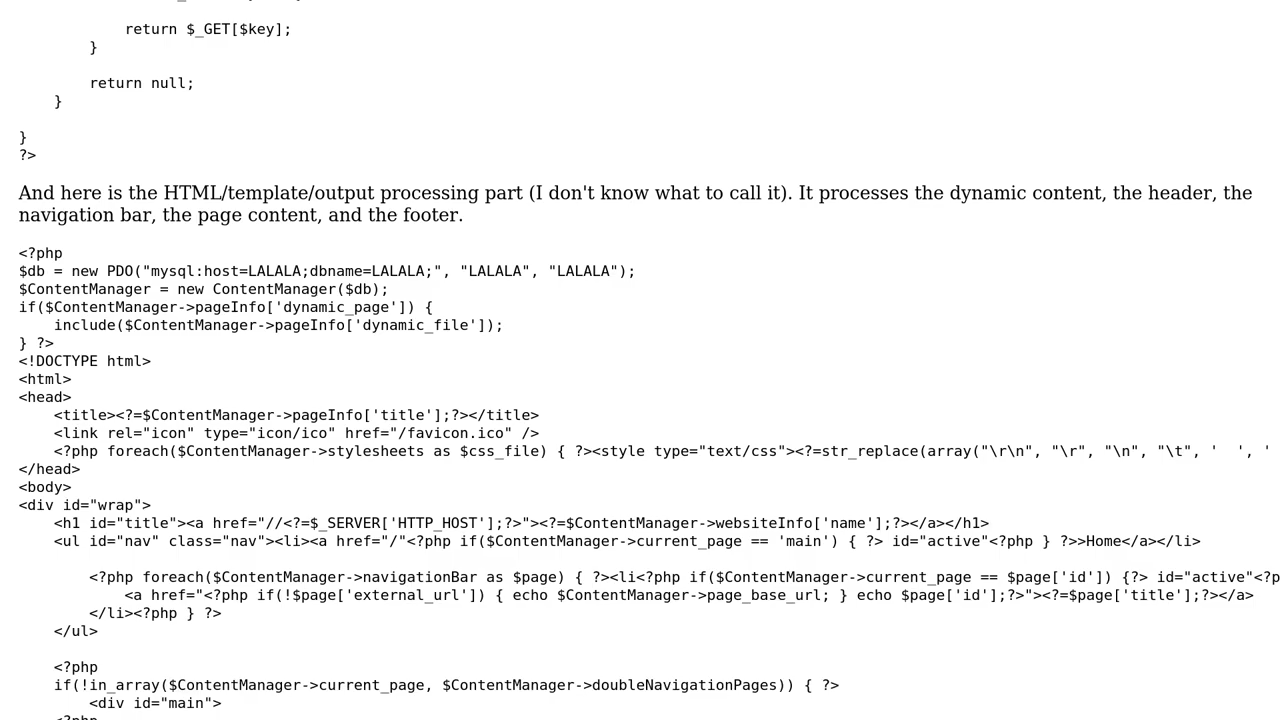 return $_GET[$key];
        }

        return null;
    }

}
?>
And here is the HTML/template/output processing part (I don't know what to call it). It processes the dynamic content, the header, the
navigation bar, the page content, and the footer.
<?php
$db = new PDO("mysql:host=LALALA;dbname=LALALA;", "LALALA", "LALALA");
$ContentManager = new ContentManager($db);
if($ContentManager->pageInfo['dynamic_page']) {
    include($ContentManager->pageInfo['dynamic_file']);
} ?>
<!DOCTYPE html>
<html>
<head>
    <title><?=$ContentManager->pageInfo['title'];?></title>
    <link rel="icon" type="icon/ico" href="/favicon.ico" />
    <?php foreach($ContentManager->stylesheets as $css_file) { ?><style type="text/css"><?=str_replace(array("\r\n", "\r", "\n", "\t", '  ', '
</head>
<body>
<div id="wrap">
    <h1 id="title"><a href="//<?=$_SERVER['HTTP_HOST'];?>"><?=$ContentManager->websiteInfo['name'];?></a></h1>
    <ul id="nav" class="nav"><li><a href="/"<?php if($ContentManager->current_page == 'main') { ?> id="active"<?php } ?>>Home</a></li>

        <?php foreach($ContentManager->navigationBar as $page) { ?><li<?php if($ContentManager->current_page == $page['id']) {?> id="active"<?p
            <a href="<?php if(!$page['external_url']) { echo $ContentManager->page_base_url; } echo $page['id'];?>"><?=$page['title'];?></a>
        </li><?php } ?>
    </ul>

    <?php
    if(!in_array($ContentManager->current_page, $ContentManager->doubleNavigationPages)) { ?>
        <div id="main">
    <?php